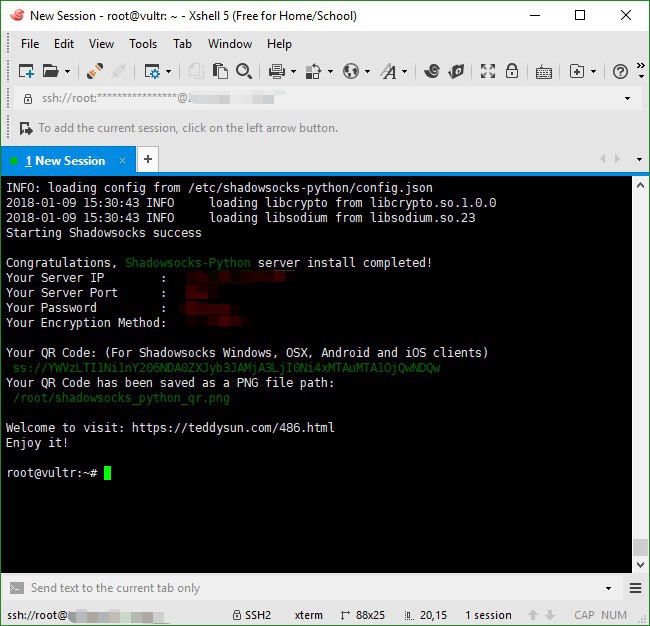 New Session - root@vultr: ~ - Xshell 5 (Free for Home/School)
File Edit View Tools Tab Window Help
ssh://root:****************@
To add the current session, click on the left arrow button.
1 New Session
INFO: loading config from /etc/shadowsocks-python/config.json
2018-01-09 15:30:43 INFO loading libcrypto from libcrypto.so.1.0.0
2018-01-09 15:30:43 INFO loading libsodium from libsodium.so.23
Starting Shadowsocks success
Congratulations, Shadowsocks-Python server install completed!
Your Server IP :
Your Server Port :
Your Password :
Your Encryption Method:
Your QR Code: (For Shadowsocks Windows, OSX, Android and iOS clients)
ss://YWVzLTI1Ni1nY206NDA0ZXJyb3JAMjA3LjI0Ni4xMTAuMTA1OjQwNDQw
Your QR Code has been saved as a PNG file path:
/root/shadowsocks_python_qr.png
Welcome to visit: https://teddysun.com/486.html
Enjoy it!
root@vultr:~#
Send text to the current tab only
ssh://root@ SSH2 xterm 88x25 20,15 1 session CAP NUM